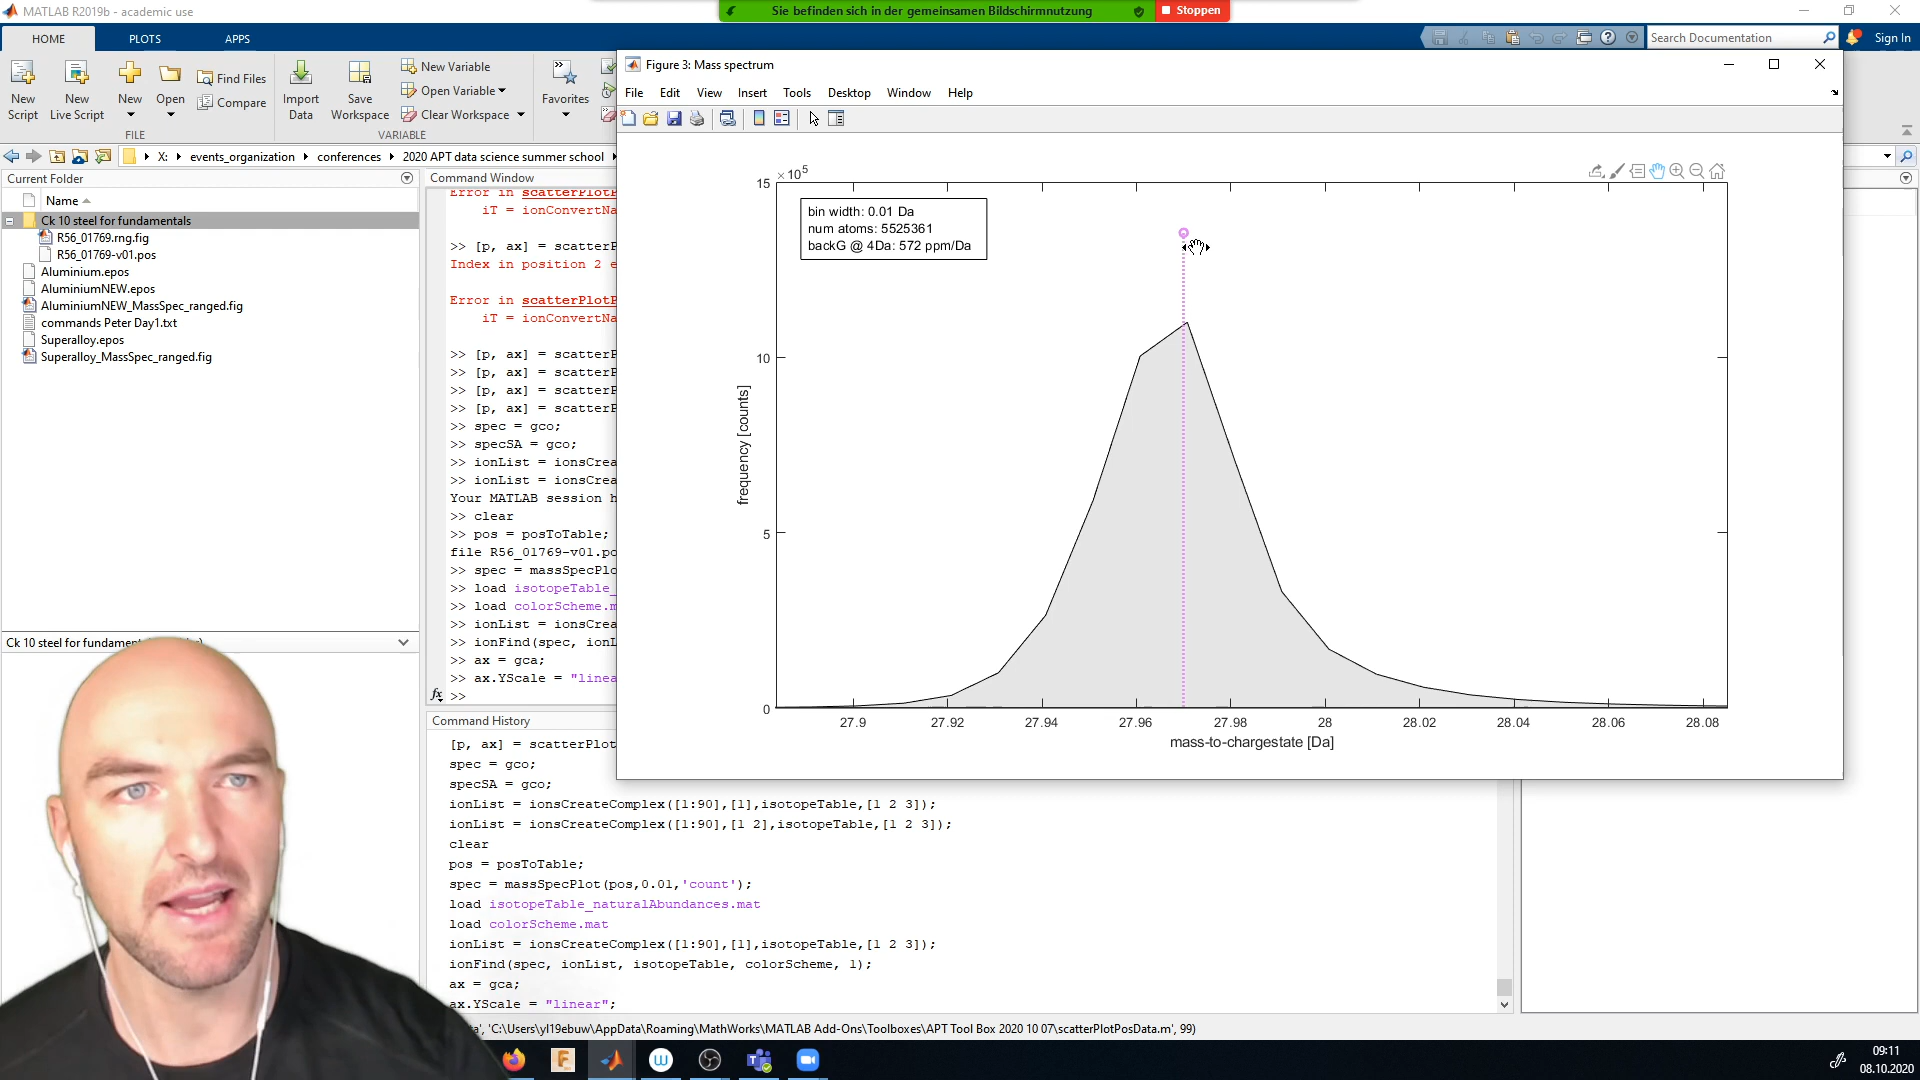 MATLAB R2019b - academic use
Sie befinden sich in der gemeinsamen Bildschirmnutzung
Stoppen
HOME
PLOTS
APPS
Search Documentation
Sign In
New Script
New Live Script
New
Open
Find Files
Compare
FILE
Import Data
Save Workspace
New Variable
Open Variable
Clear Workspace
VARIABLE
Favorites
X:
events_organization
conferences
2020 APT data science summer school
Current Folder
Name
Ck 10 steel for fundamentals
R56_01769.rng.fig
R56_01769-v01.pos
Aluminium.epos
AluminiumNEW.epos
AluminiumNEW_MassSpec_ranged.fig
commands Peter Day1.txt
Superalloy.epos
Superalloy_MassSpec_ranged.fig
Ck 10 steel for fundamen
Command Window
Error in scatterPlotP
iT = ionConvertNa
>> [p, ax] = scatterP
Index in position 2 e
Error in scatterPlotP
iT = ionConvertNa
>> [p, ax] = scatterP
>> [p, ax] = scatterP
>> [p, ax] = scatterP
>> [p, ax] = scatterP
>> spec = gco;
>> specSA = gco;
>> ionList = ionsCrea
>> ionList = ionsCrea
Your MATLAB session h
>> clear
>> pos = posToTable;
file R56_01769-v01.po
>> spec = massSpecPlo
>> load isotopeTable_
>> load colorScheme.m
>> ionList = ionsCrea
>> ionFind(spec, ionL
>> ax = gca;
>> ax.YScale = "linea
fx >>
Command History
[p, ax] = scatterPlot
spec = gco;
specSA = gco;
ionList = ionsCreateComplex([1:90],[1],isotopeTable,[1 2 3]);
ionList = ionsCreateComplex([1:90],[1 2],isotopeTable,[1 2 3]);
clear
pos = posToTable;
spec = massSpecPlot(pos,0.01,'count');
load isotopeTable_naturalAbundances.mat
load colorScheme.mat
ionList = ionsCreateComplex([1:90],[1],isotopeTable,[1 2 3]);
ionFind(spec, ionList, isotopeTable, colorScheme, 1);
ax = gca;
ax.YScale = "linear";
Figure 3: Mass spectrum
File
Edit
View
Insert
Tools
Desktop
Window
Help
× 10^5
15
10
5
0
bin width: 0.01 Da
num atoms: 5525361
backG @ 4Da: 572 ppm/Da
frequency [counts]
27.9
27.92
27.94
27.96
27.98
28
28.02
28.04
28.06
28.08
mass-to-chargestate [Da]
', 'C:\Users\yl19ebuw\AppData\Roaming\MathWorks\MATLAB Add-Ons\Toolboxes\APT Tool Box 2020 10 07\scatterPlotPosData.m', 99)
09:11
08.10.2020